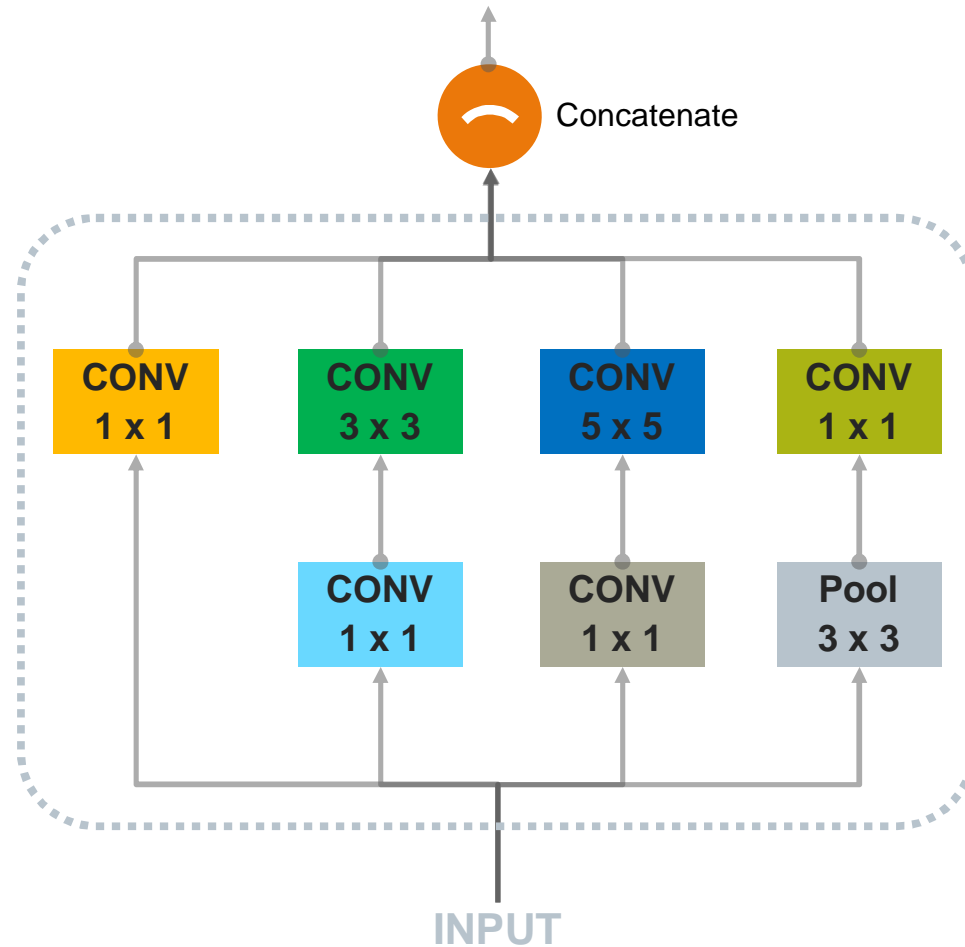 Concatenate
CONV
1 x 1
CONV
3 x 3
CONV
5 x 5
CONV
1 x 1
CONV
1 x 1
CONV
1 x 1
Pool
3 x 3
INPUT